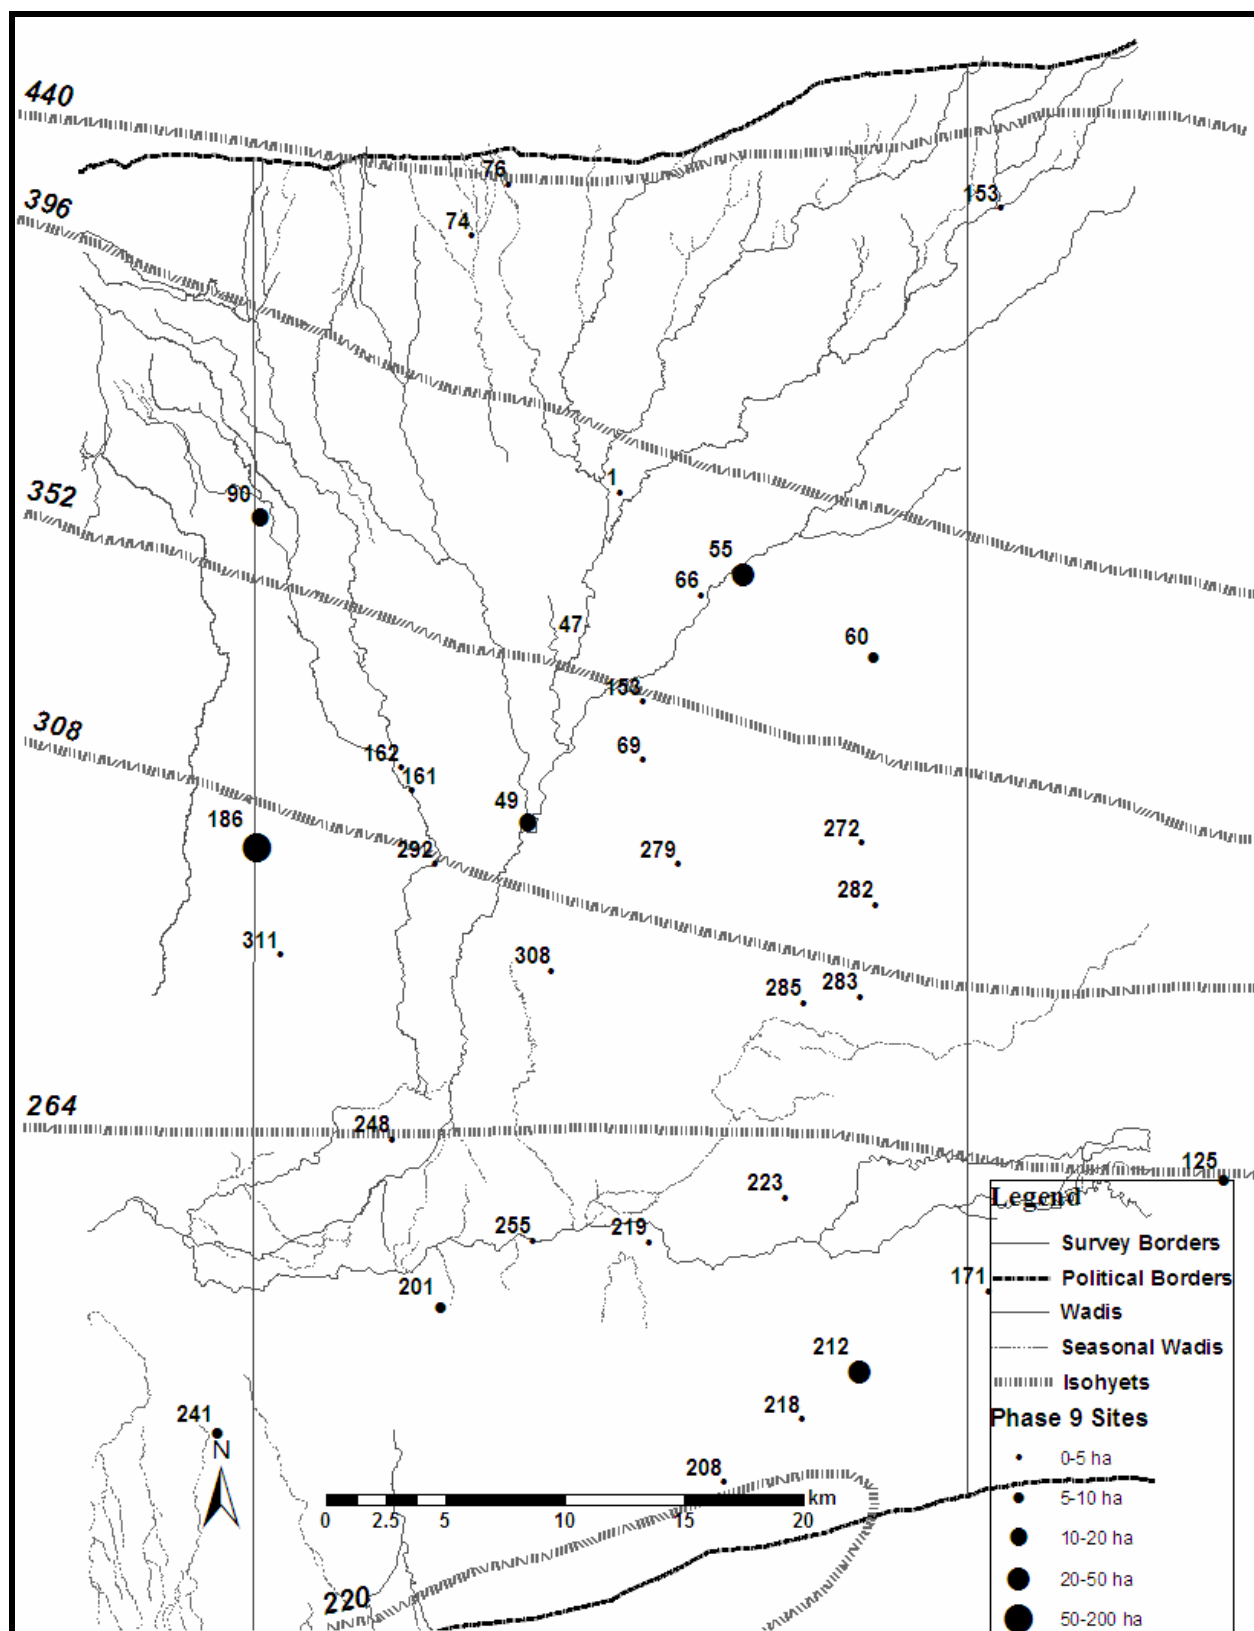 440
76
153
396
74
1
90
352
55
66
47
60
153
308
162
69
161
49
186
272
292
279
282
311
308
285
283
264
248
125
223
Legend
255
219
Survey Borders
171
Political Borders
201
Wadis
212
Seasonal Wadis
Isohyets
218
Phase 9 Sites
241
N
0-5 ha
208
km
5-10 ha
0 2.5 5 10 15 20
10-20 ha
20-50 ha
220
50-200 ha